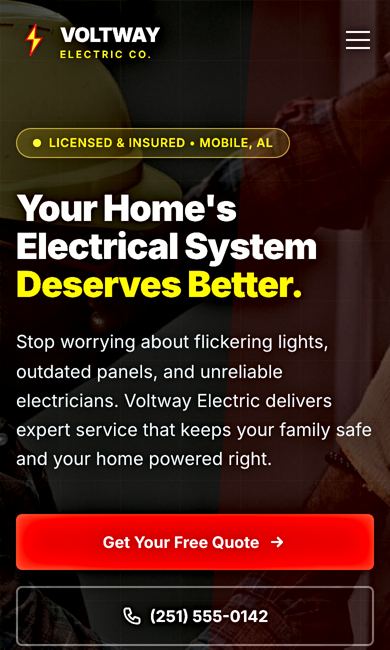 VOLTWAY
ELECTRIC CO.
LICENSED & INSURED • MOBILE, AL
Your Home's
Electrical System
Deserves Better.
Stop worrying about flickering lights,
outdated panels, and unreliable
electricians. Voltway Electric delivers
expert service that keeps your family safe
and your home powered right.
Get Your Free Quote →
(251) 555-0142